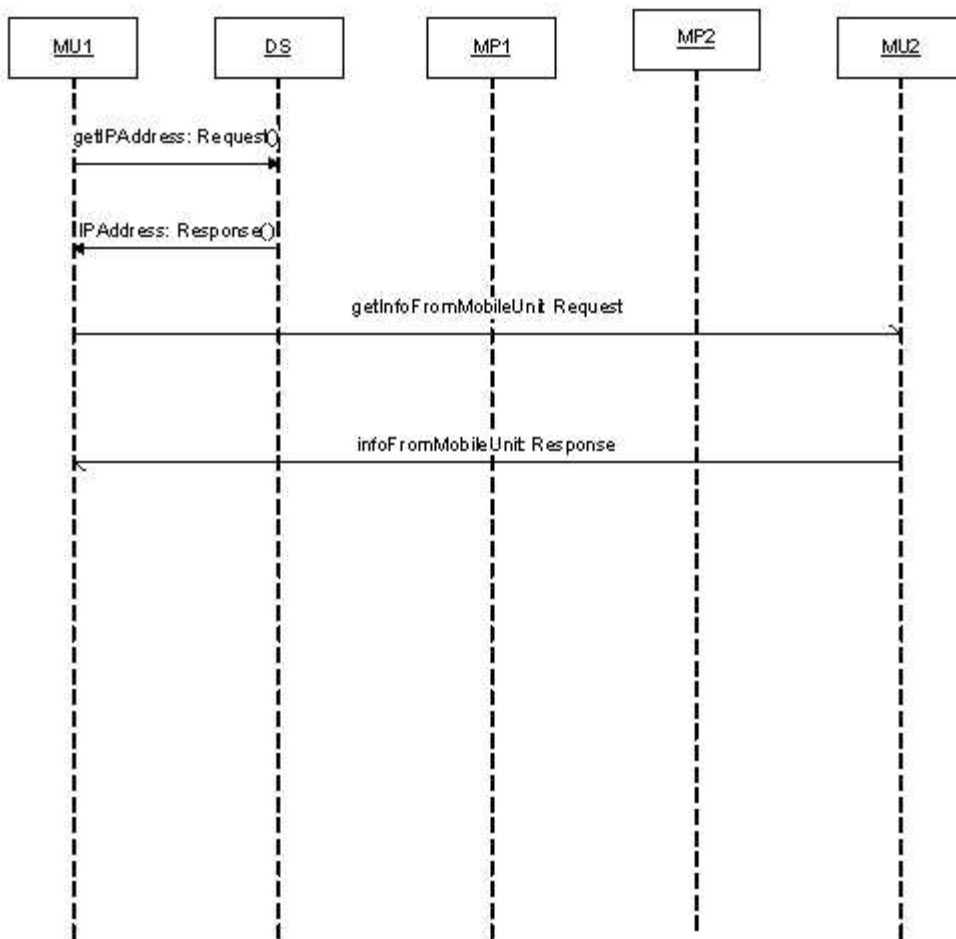 MU1
DS
MP1
MP2
MU2
getIPAddress: Request()
IPAddress: Response()
getInfoFromMobileUnit: Request
infoFromMobileUnit: Response